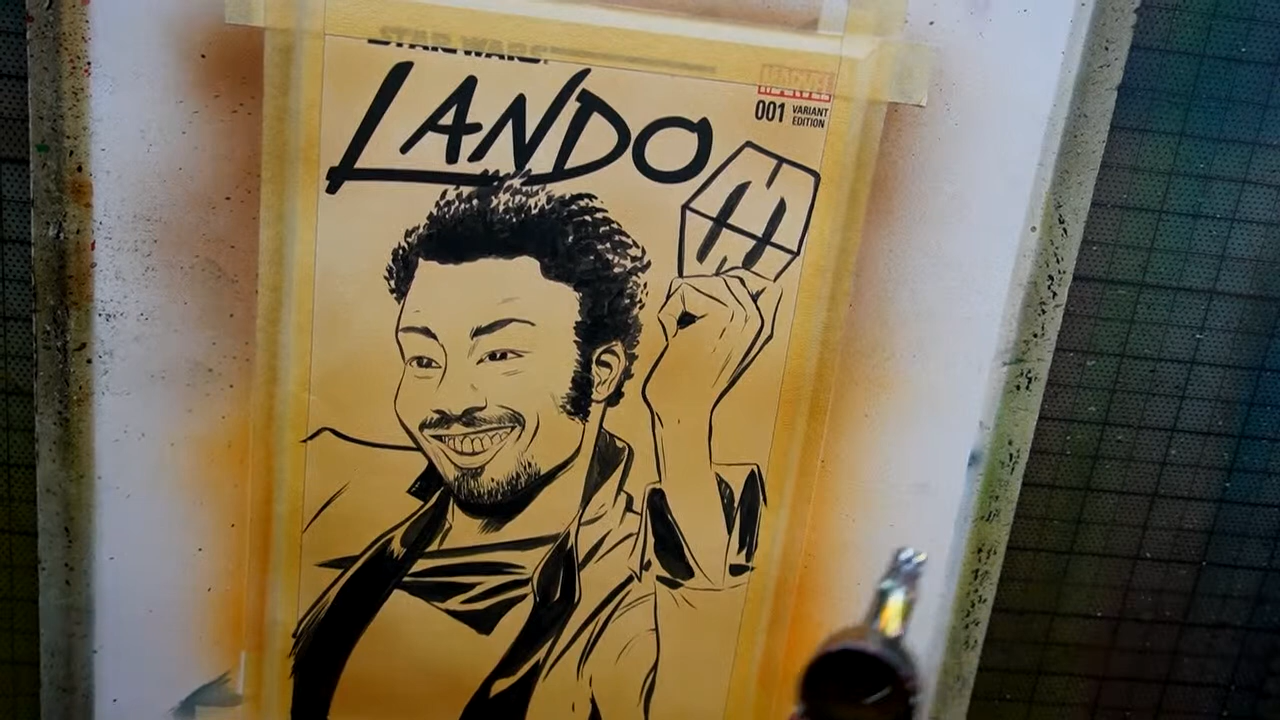 STAR WARS
LANDO
MARVEL
001 VARIANT
EDITION